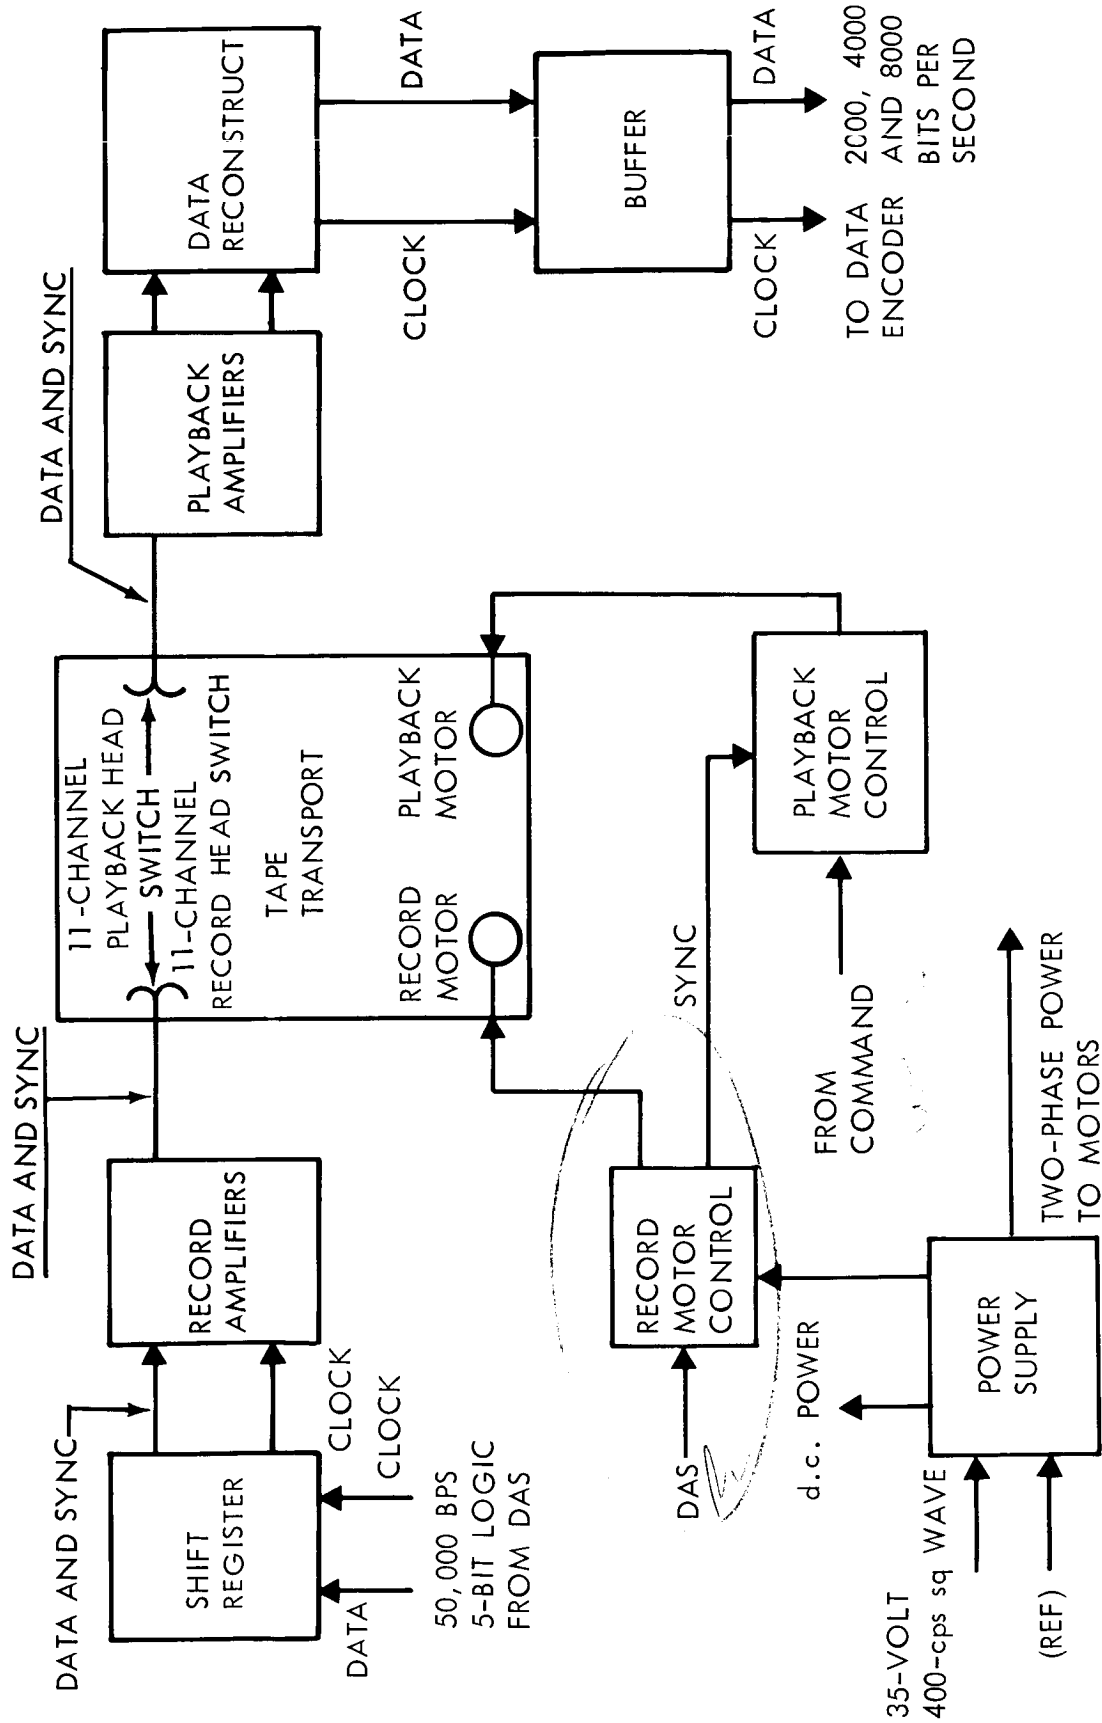 DATA AND SYNC
SHIFT
REGISTER
DATA
CLOCK
CLOCK
50,000 BPS
5-BIT LOGIC
FROM DAS
DATA AND SYNC
RECORD
AMPLIFIERS
11-CHANNEL
PLAYBACK HEAD
SWITCH
11-CHANNEL
RECORD HEAD SWITCH
TAPE
TRANSPORT
RECORD
MOTOR
PLAYBACK
MOTOR
DATA AND SYNC
PLAYBACK
AMPLIFIERS
DATA
RECONSTRUCT
CLOCK
DATA
BUFFER
CLOCK
DATA
TO DATA
ENCODER
2000, 4000
AND 8000
BITS PER
SECOND
DAS
RECORD
MOTOR
CONTROL
SYNC
PLAYBACK
MOTOR
CONTROL
FROM
COMMAND
d.c. POWER
35-VOLT
400-cps sq WAVE
(REF)
POWER
SUPPLY
TWO-PHASE POWER
TO MOTORS